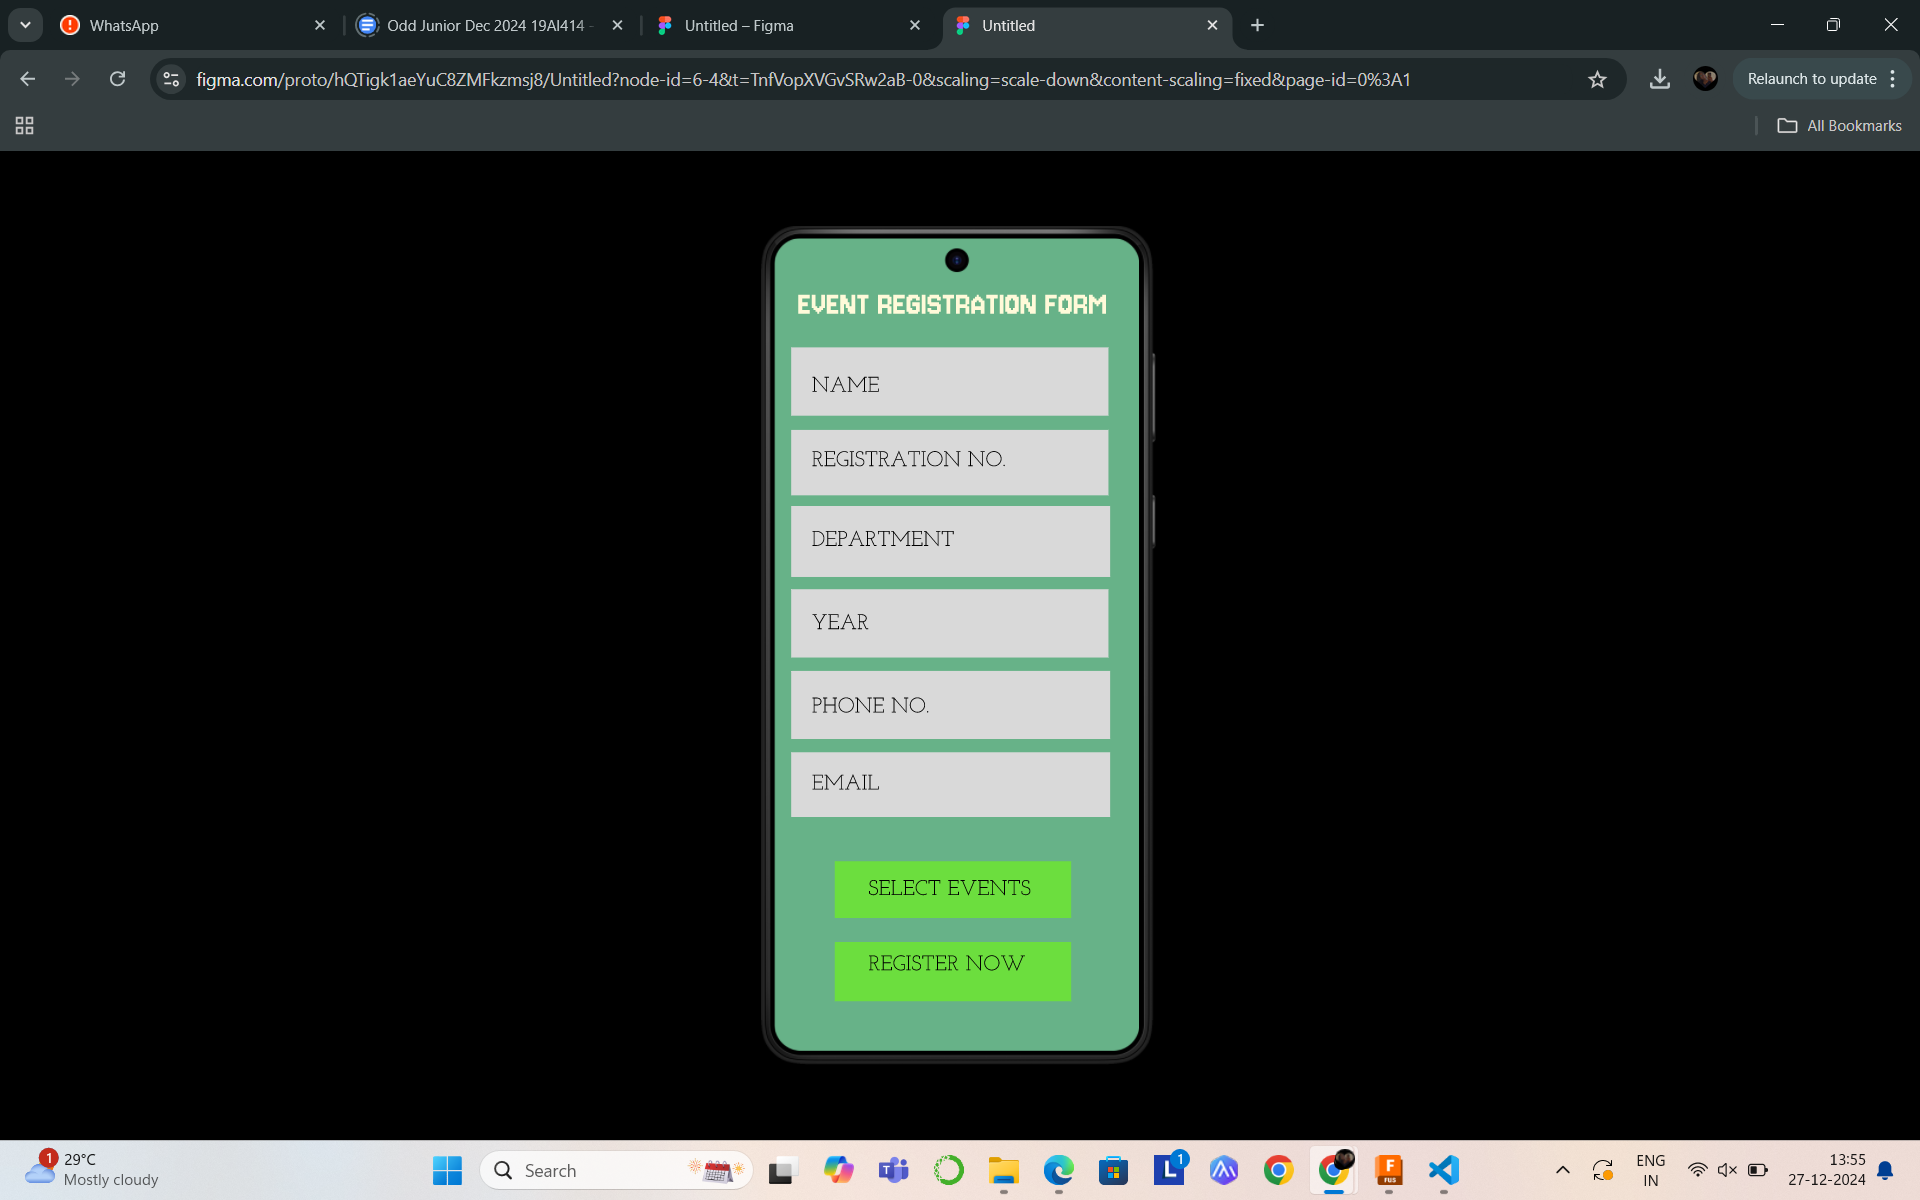 WhatsApp
Odd Junior Dec 2024 19AI414 -
Untitled – Figma
Untitled
figma.com/proto/hQTigk1aeYuC8ZMFkzmsj8/Untitled?node-id=6-4&t=TnfVopXVGvSRw2aB-0&scaling=scale-down&content-scaling=fixed&page-id=0%3A1
Relaunch to update
All Bookmarks
EVENT REGISTRATION FORM
NAME
REGISTRATION NO.
DEPARTMENT
YEAR
PHONE NO.
EMAIL
SELECT EVENTS
REGISTER NOW
1
29°C
Mostly cloudy
Search
T
L
1
F
FUS
ENG
IN
13:55
27-12-2024